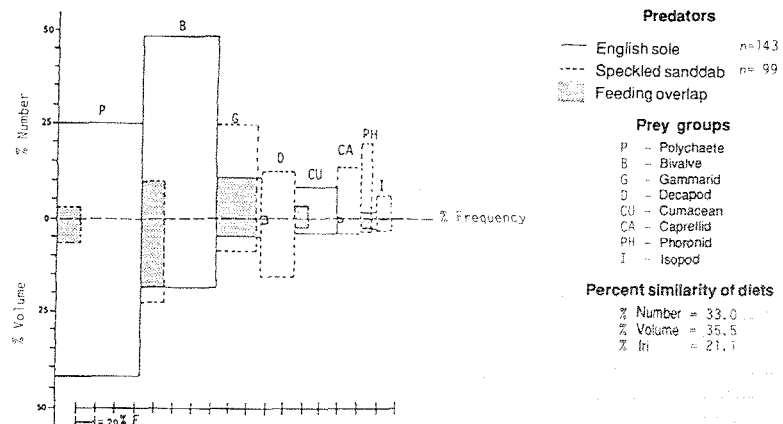 50
B
P
25
% Number
G
D
CU
CA
PH
I
0
% Frequency
% Volume
25
50
= 20 % F
Predators
English sole n=143
Speckled sanddab n= 99
Feeding overlap
Prey groups
P - Polychaete
B - Bivalve
G - Gammarid
D - Decapod
CU - Cumacean
CA - Caprellid
PH - Phoronid
I - Isopod
Percent similarity of diets
% Number = 33.0
% Volume = 35.5
% Iri = 21.1